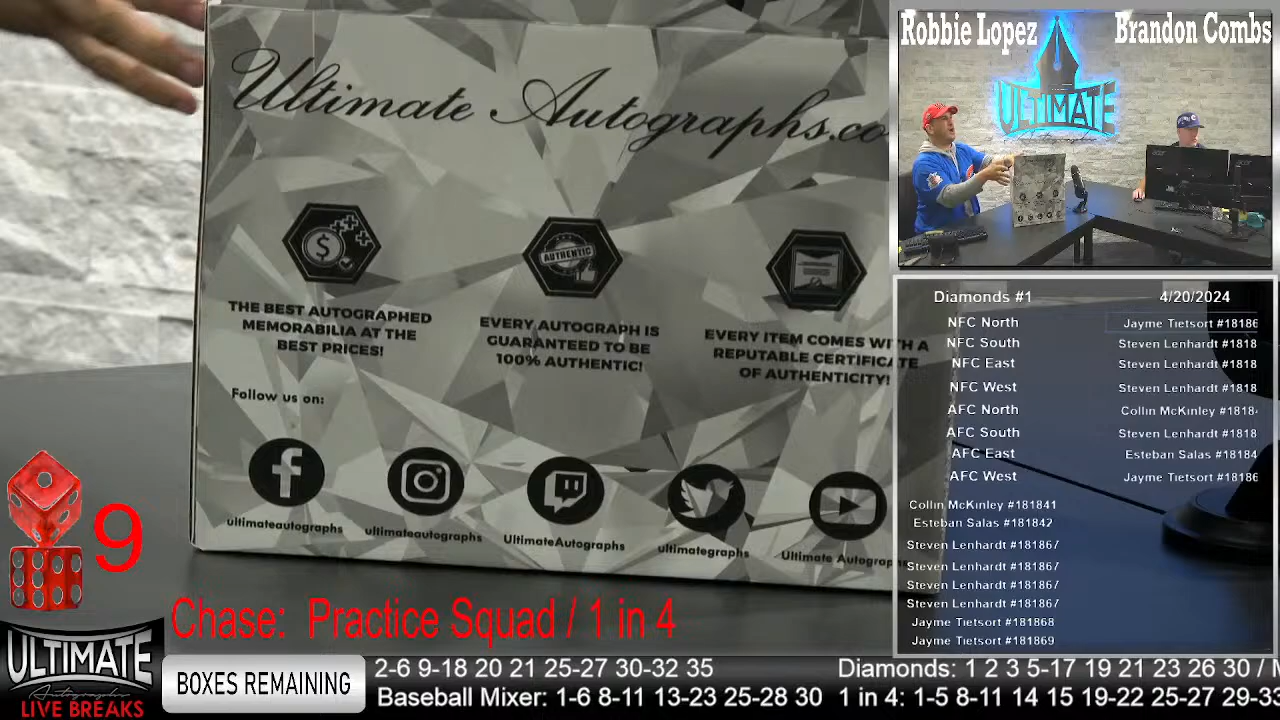 Ultimate Autographs.co
THE BEST AUTOGRAPHED
MEMORABILIA AT THE
BEST PRICES!
AUTHENTIC
EVERY AUTOGRAPH IS
GUARANTEED TO BE
100% AUTHENTIC!
EVERY ITEM COMES WITH A
REPUTABLE CERTIFICATE
OF AUTHENTICITY!
Follow us on:
ultimateautographs
ultimateautographs
UltimateAutographs
ultimategraphs
Ultimate Autographs
Robbie Lopez
Brandon Combs
ULTIMATE
Diamonds #1 4/20/2024
NFC North Jayme Tietsort #18186
NFC South Steven Lenhardt #1818
NFC East Steven Lenhardt #1818
NFC West Steven Lenhardt #1818
AFC North Collin McKinley #1818
AFC South Steven Lenhardt #1818
AFC East Esteban Salas #18184
AFC West Jayme Tietsort #18186
Collin McKinley #181841
Esteban Salas #181842
Steven Lenhardt #181867
Steven Lenhardt #181867
Steven Lenhardt #181867
Steven Lenhardt #181867
Jayme Tietsort #181868
Jayme Tietsort #181869
9
Chase: Practice Squad / 1 in 4
ULTIMATE
Autographs
LIVE BREAKS
BOXES REMAINING
2-6 9-18 20 21 25-27 30-32 35 Diamonds: 1 2 3 5-17 19 21 23 26 30 / M
Baseball Mixer: 1-6 8-11 13-23 25-28 30 1 in 4: 1-5 8-11 14 15 19-22 25-27 29-33